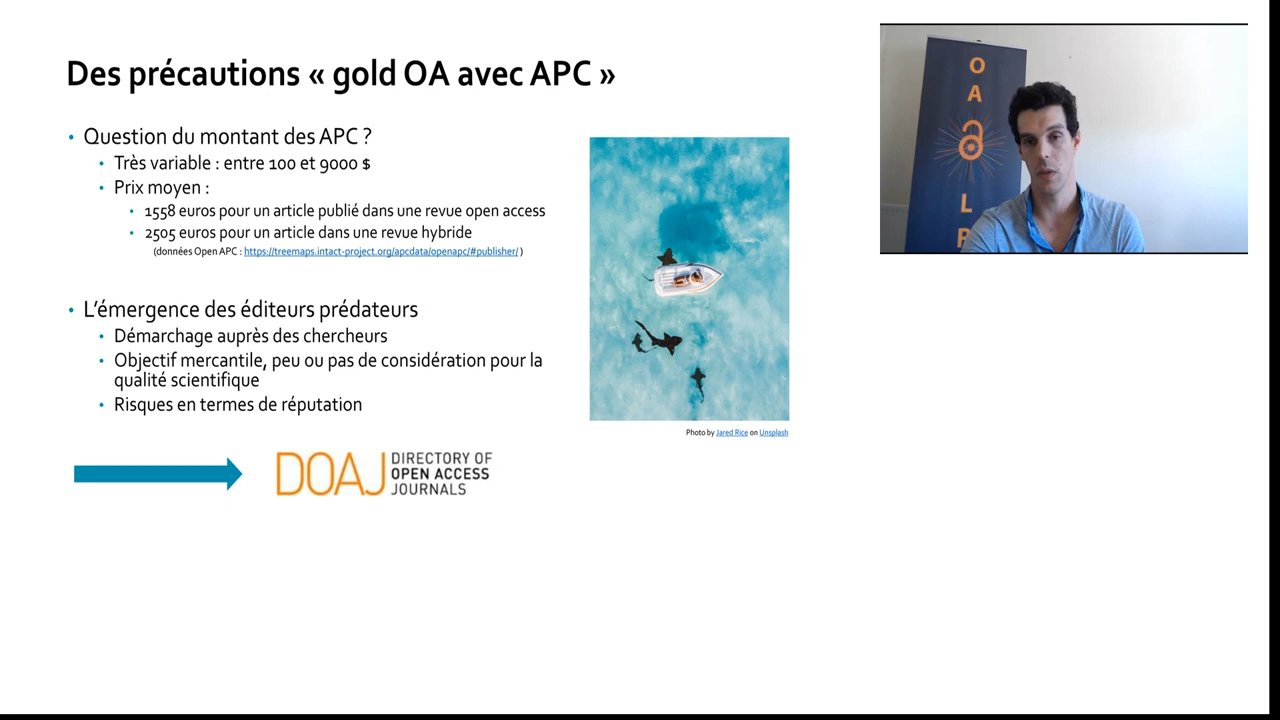 Des précautions « gold OA avec APC »
• Question du montant des APC ?
• Très variable : entre 100 et 9000 $
• Prix moyen :
• 1558 euros pour un article publié dans une revue open access
• 2505 euros pour un article dans une revue hybride
(données Open APC : https://treemaps.intact-project.org/apcdata/openapc/#publisher/ )
• L’émergence des éditeurs prédateurs
• Démarchage auprès des chercheurs
• Objectif mercantile, peu ou pas de considération pour la
qualité scientifique
• Risques en termes de réputation
Photo by Jared Rice on Unsplash
DOAJ
DIRECTORY OF
OPEN ACCESS
JOURNALS
O
A
L